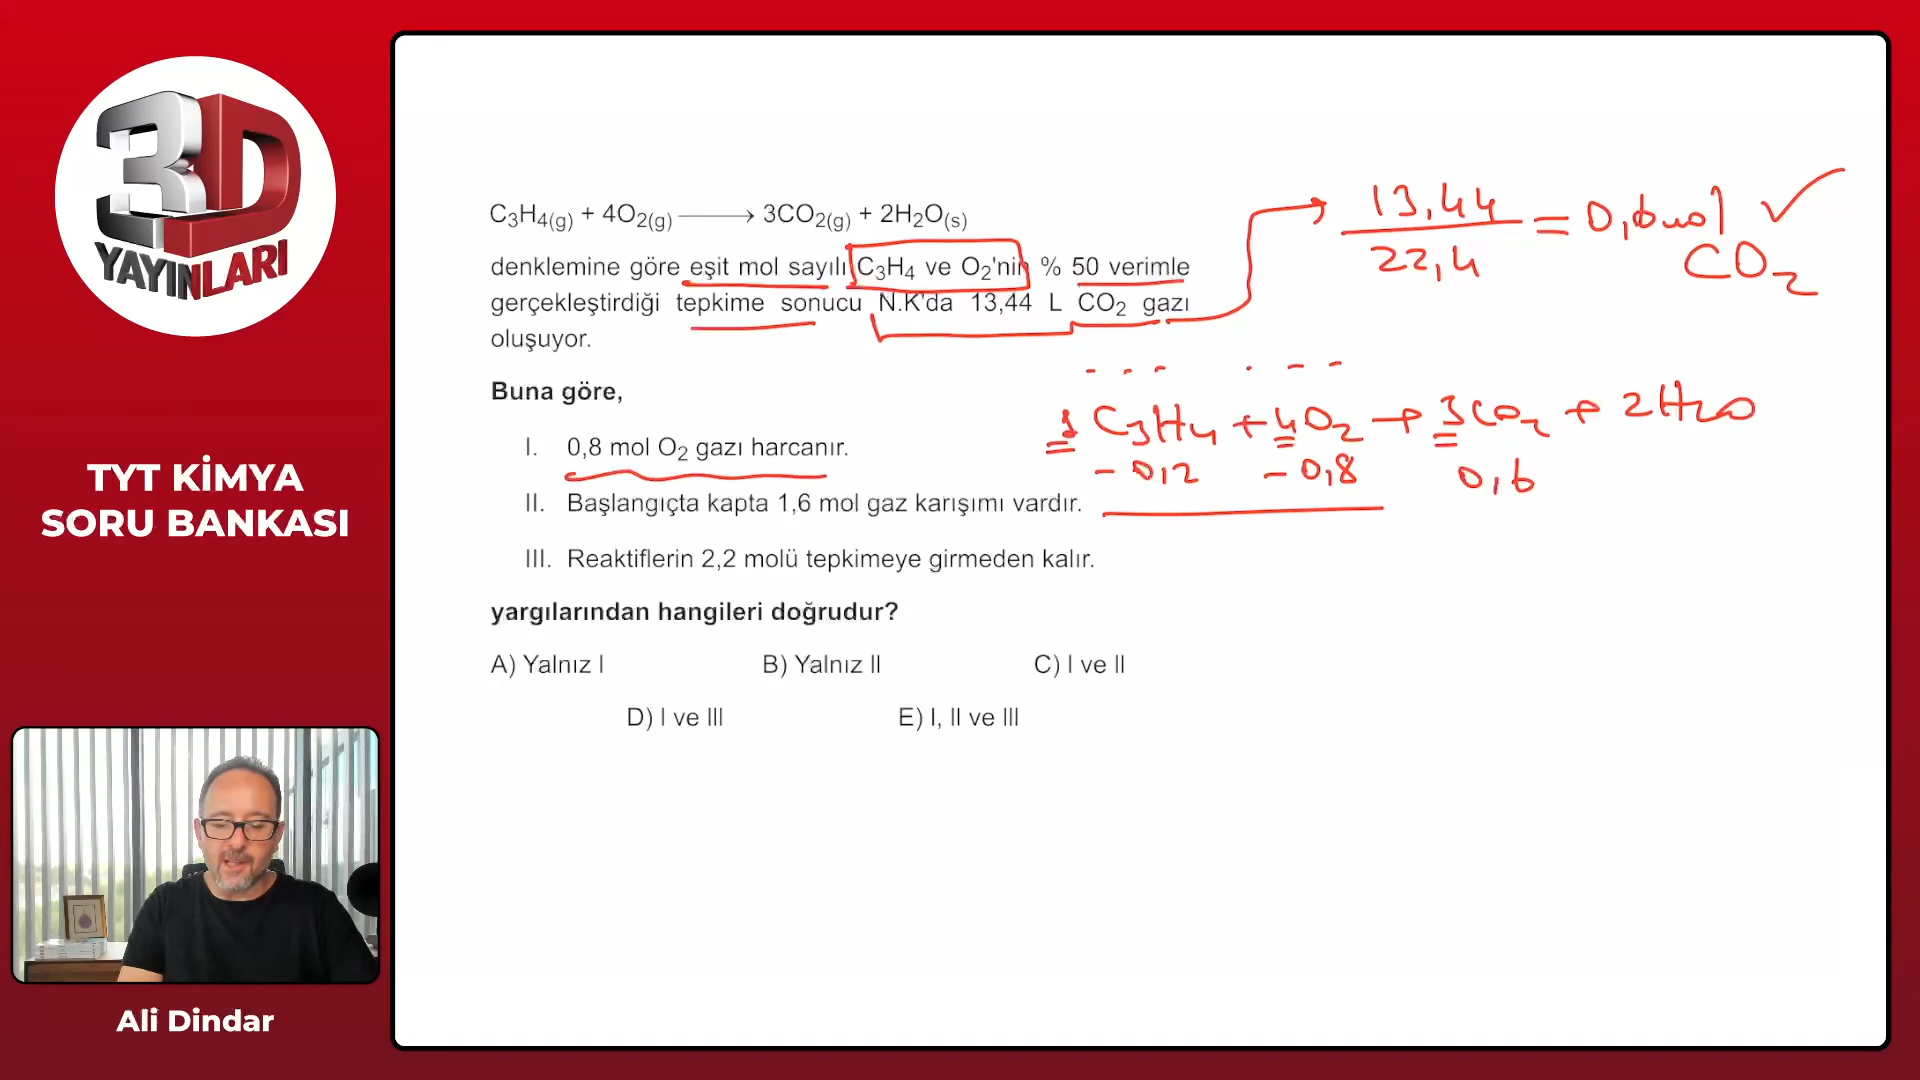 3D
YAYINLARI
TYT KİMYA
SORU BANKASI
Ali Dindar
C₃H₄(g) + 4O₂(g) ⟶ 3CO₂(g) + 2H₂O(s)
denklemine göre eşit mol sayılı C₃H₄ ve O₂'nin % 50 verimle
gerçekleştirdiği tepkime sonucu N.K'da 13,44 L CO₂ gazı
oluşuyor.
Buna göre,
I. 0,8 mol O₂ gazı harcanır.
II. Başlangıçta kapta 1,6 mol gaz karışımı vardır.
III. Reaktiflerin 2,2 molü tepkimeye girmeden kalır.
yargılarından hangileri doğrudur?
A) Yalnız I B) Yalnız II C) I ve II
D) I ve III E) I, II ve III
13,44 / 22,4 = 0,6 mol CO₂
1 C₃H₄ + 4O₂ → 3CO₂ + 2H₂O
- 0,2 - 0,8 0,6